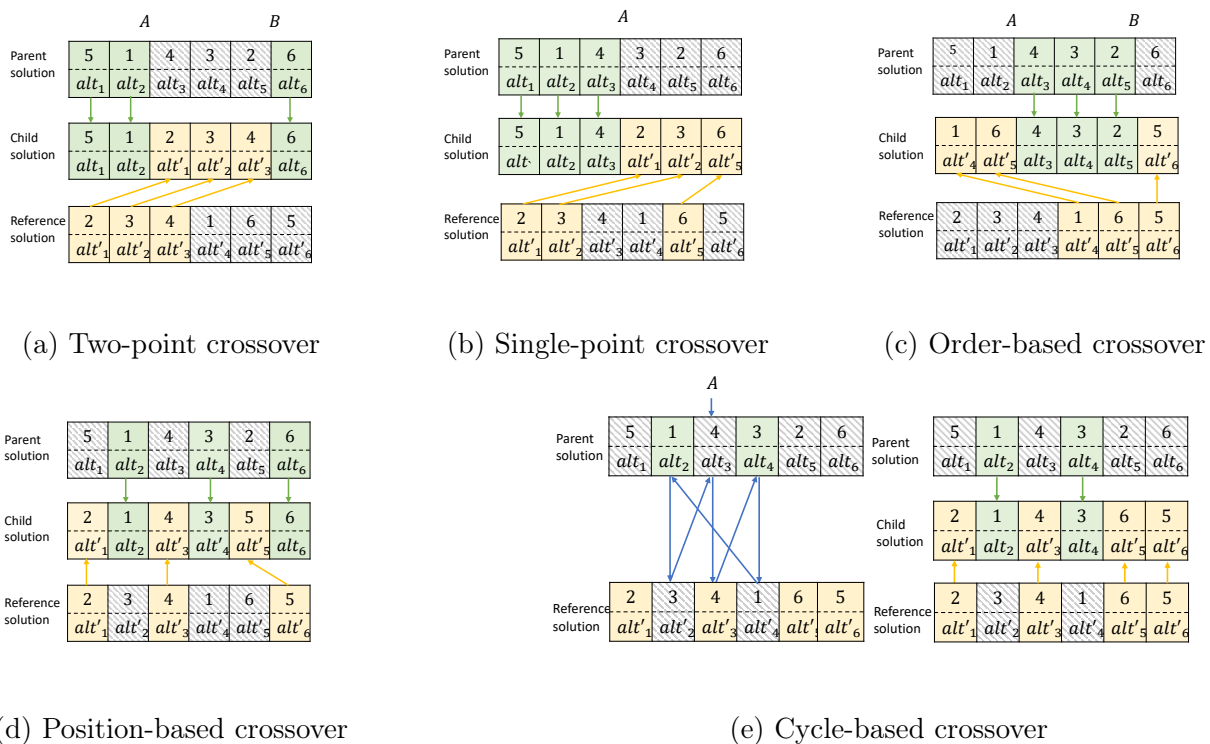 A B
Parent solution
5 1 4 3 2 6
alt₁ alt₂ alt₃ alt₄ alt₅ alt₆
Child solution
5 1 2 3 4 6
alt₁ alt₂ alt'₁ alt'₂ alt'₃ alt₆
Reference solution
2 3 4 1 6 5
alt'₁ alt'₂ alt'₃ alt'₄ alt'₅ alt'₆
(a) Two-point crossover
A
Parent solution
5 1 4 3 2 6
alt₁ alt₂ alt₃ alt₄ alt₅ alt₆
Child solution
5 1 4 2 3 6
alt` alt₂ alt₃ alt'₁ alt'₂ alt'₅
Reference solution
2 3 4 1 6 5
alt'₁ alt'₂ alt'₃ alt'₄ alt'₅ alt'₆
(b) Single-point crossover
A B
Parent solution
5 1 4 3 2 6
alt₁ alt₂ alt₃ alt₄ alt₅ alt₆
Child solution
1 6 4 3 2 5
alt'₄ alt'₅ alt₃ alt₄ alt₅ alt'₆
Reference solution
2 3 4 1 6 5
alt'₁ alt'₂ alt'₃ alt'₄ alt'₅ alt'₆
(c) Order-based crossover
Parent solution
5 1 4 3 2 6
alt₁ alt₂ alt₃ alt₄ alt₅ alt₆
Child solution
2 1 4 3 5 6
alt'₁ alt₂ alt'₃ alt'₄ alt'₅ alt₆
Reference solution
2 3 4 1 6 5
alt'₁ alt'₂ alt'₃ alt'₄ alt'₅ alt'₆
d) Position-based crossover
A
Parent solution
5 1 4 3 2 6
alt₁ alt₂ alt₃ alt₄ alt₅ alt₆
Reference solution
2 3 4 1 6 5
alt'₁ alt'₂ alt'₃ alt'₄ alt'₅ alt'₆
Parent solution
5 1 4 3 2 6
alt₁ alt₂ alt₃ alt₄ alt₅ alt₆
Child solution
2 1 4 3 6 5
alt'₁ alt₂ alt'₃ alt₄ alt'₅ alt'₆
Reference solution
2 3 4 1 6 5
alt'₁ alt'₂ alt'₃ alt'₄ alt'₅ alt'₆
(e) Cycle-based crossover